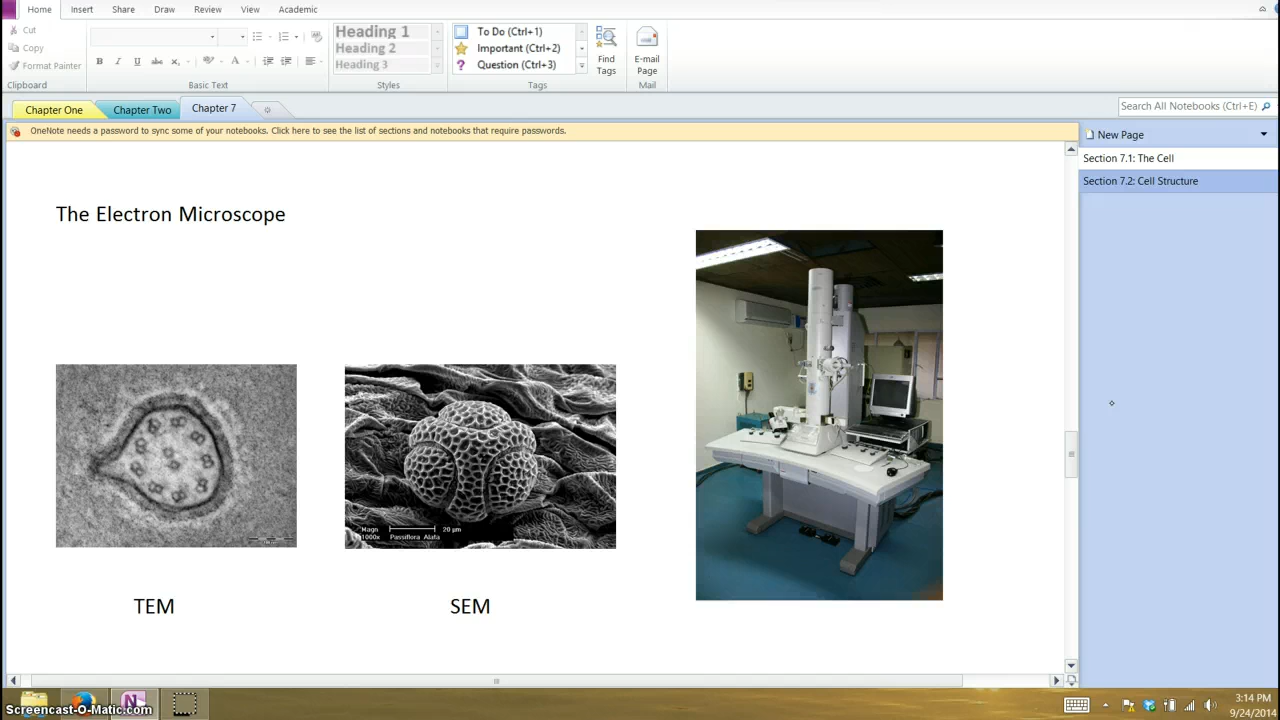 Home Insert Share Draw Review View Academic
Cut
Copy
Format Painter
Clipboard
B I U abc X₂ A
Basic Text
Heading 1
Heading 2
Heading 3
Styles
To Do (Ctrl+1)
Important (Ctrl+2)
Question (Ctrl+3)
Tags
Find
Tags
E-mail
Page
Mail
Chapter One Chapter Two Chapter 7
Search All Notebooks (Ctrl+E)
OneNote needs a password to sync some of your notebooks. Click here to see the list of sections and notebooks that require passwords.
New Page
Section 7.1: The Cell
Section 7.2: Cell Structure
The Electron Microscope
Magn 20 µm
1000x Passiflora Alata
TEM SEM
Screencast-O-Matic.com
3:14 PM
9/24/2014